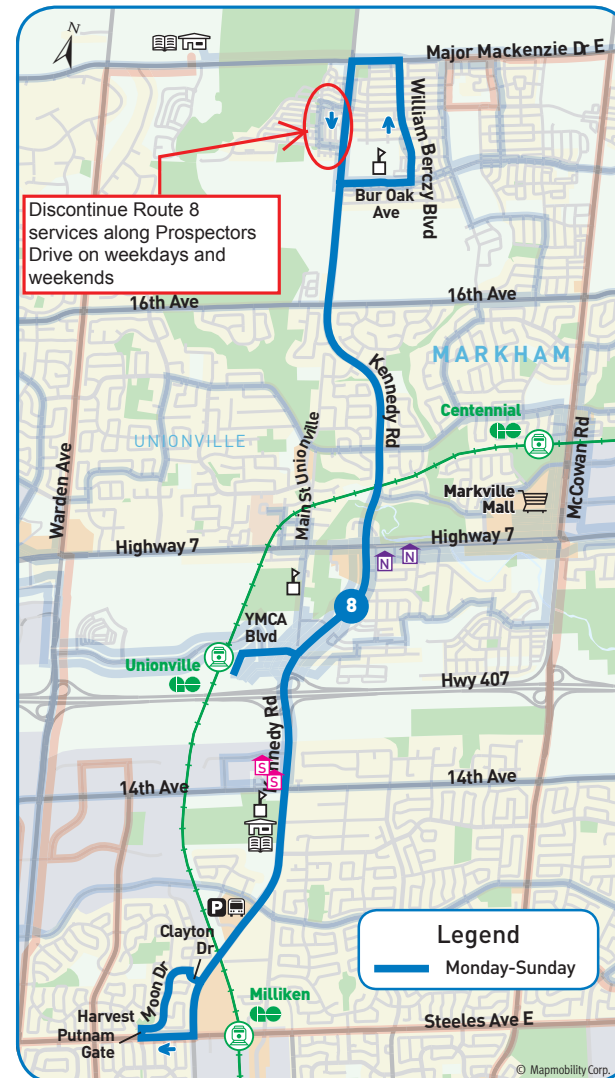 N
Major Mackenzie Dr E
William Berczy Blvd
Bur Oak
Ave
Discontinue Route 8
services along Prospectors
Drive on weekdays and
weekends
16th Ave
16th Ave
Kennedy Rd
MARKHAM
UNIONVILLE
Main St Unionville
Centennial
GO
Warden Ave
McCowan Rd
Markville
Mall
Highway 7
Highway 7
N
N
8
YMCA
Blvd
Unionville
GO
Hwy 407
Kennedy Rd
S
S
14th Ave
14th Ave
P
Clayton
Dr
Harvest
Moon Dr
Putnam
Gate
Milliken
GO
Steeles Ave E
Legend
Monday-Sunday
© Mapmobility Corp.